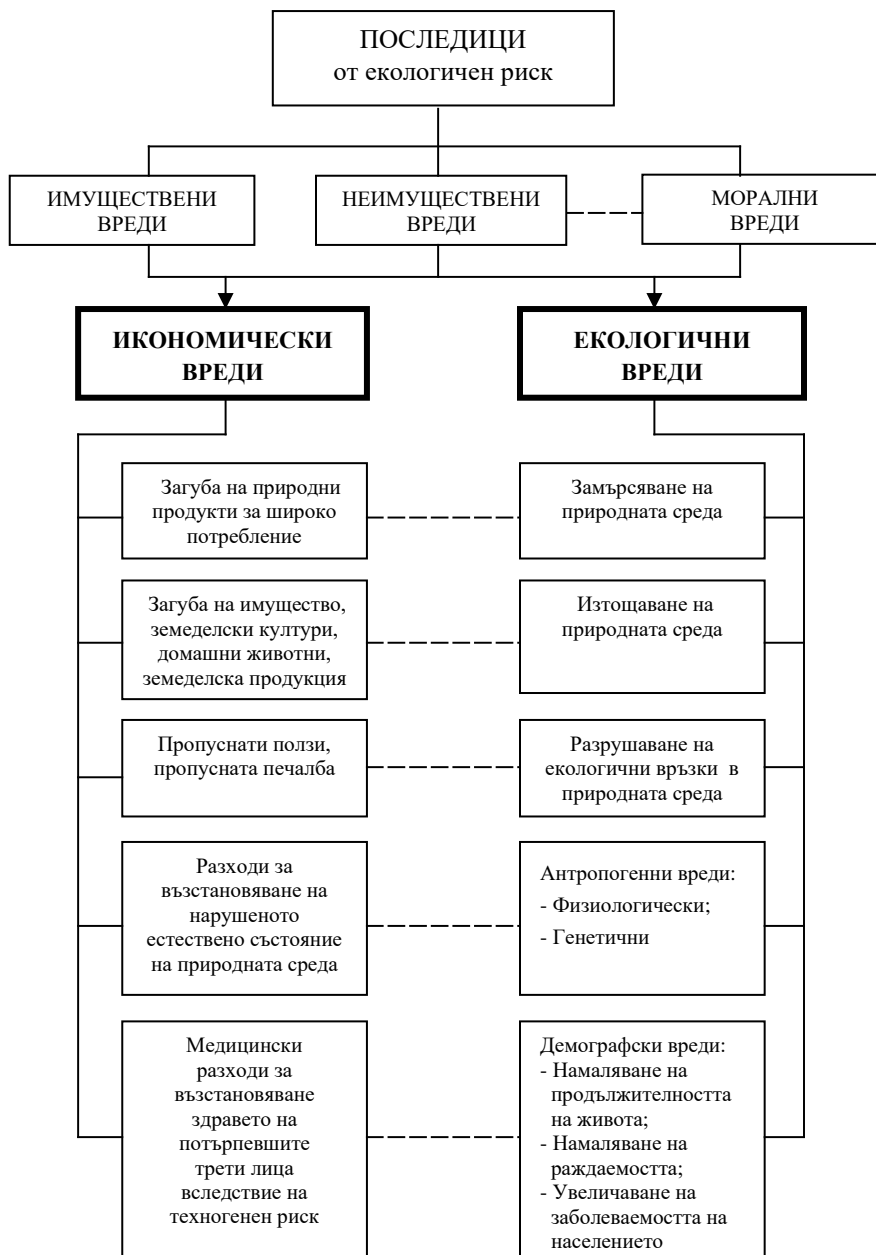 ПОСЛЕДИЦИ
от екологичен риск
ИМУЩЕСТВЕНИ
ВРЕДИ
НЕИМУЩЕСТВЕНИ
ВРЕДИ
МОРАЛНИ
ВРЕДИ
ИКОНОМИЧЕСКИ
ВРЕДИ
ЕКОЛОГИЧНИ
ВРЕДИ
Загуба на природни
продукти за широко
потребление
Замърсяване на
природната среда
Загуба на имущество,
земеделски култури,
домашни животни,
земеделска продукция
Изтощаване на
природната среда
Пропуснати ползи,
пропусната печалба
Разрушаване на
екологични връзки в
природната среда
Разходи за
възстановяване на
нарушеното
естествено състояние
на природната среда
Антропогенни вреди:
- Физиологически;
- Генетични
Медицински
разходи за
възстановяване
здравето на
потърпевшите
трети лица
вследствие на
техногенен риск
Демографски вреди:
- Намаляване на
продължителността
на живота;
- Намаляване на
раждаемостта;
- Увеличаване на
заболеваемостта на
населението